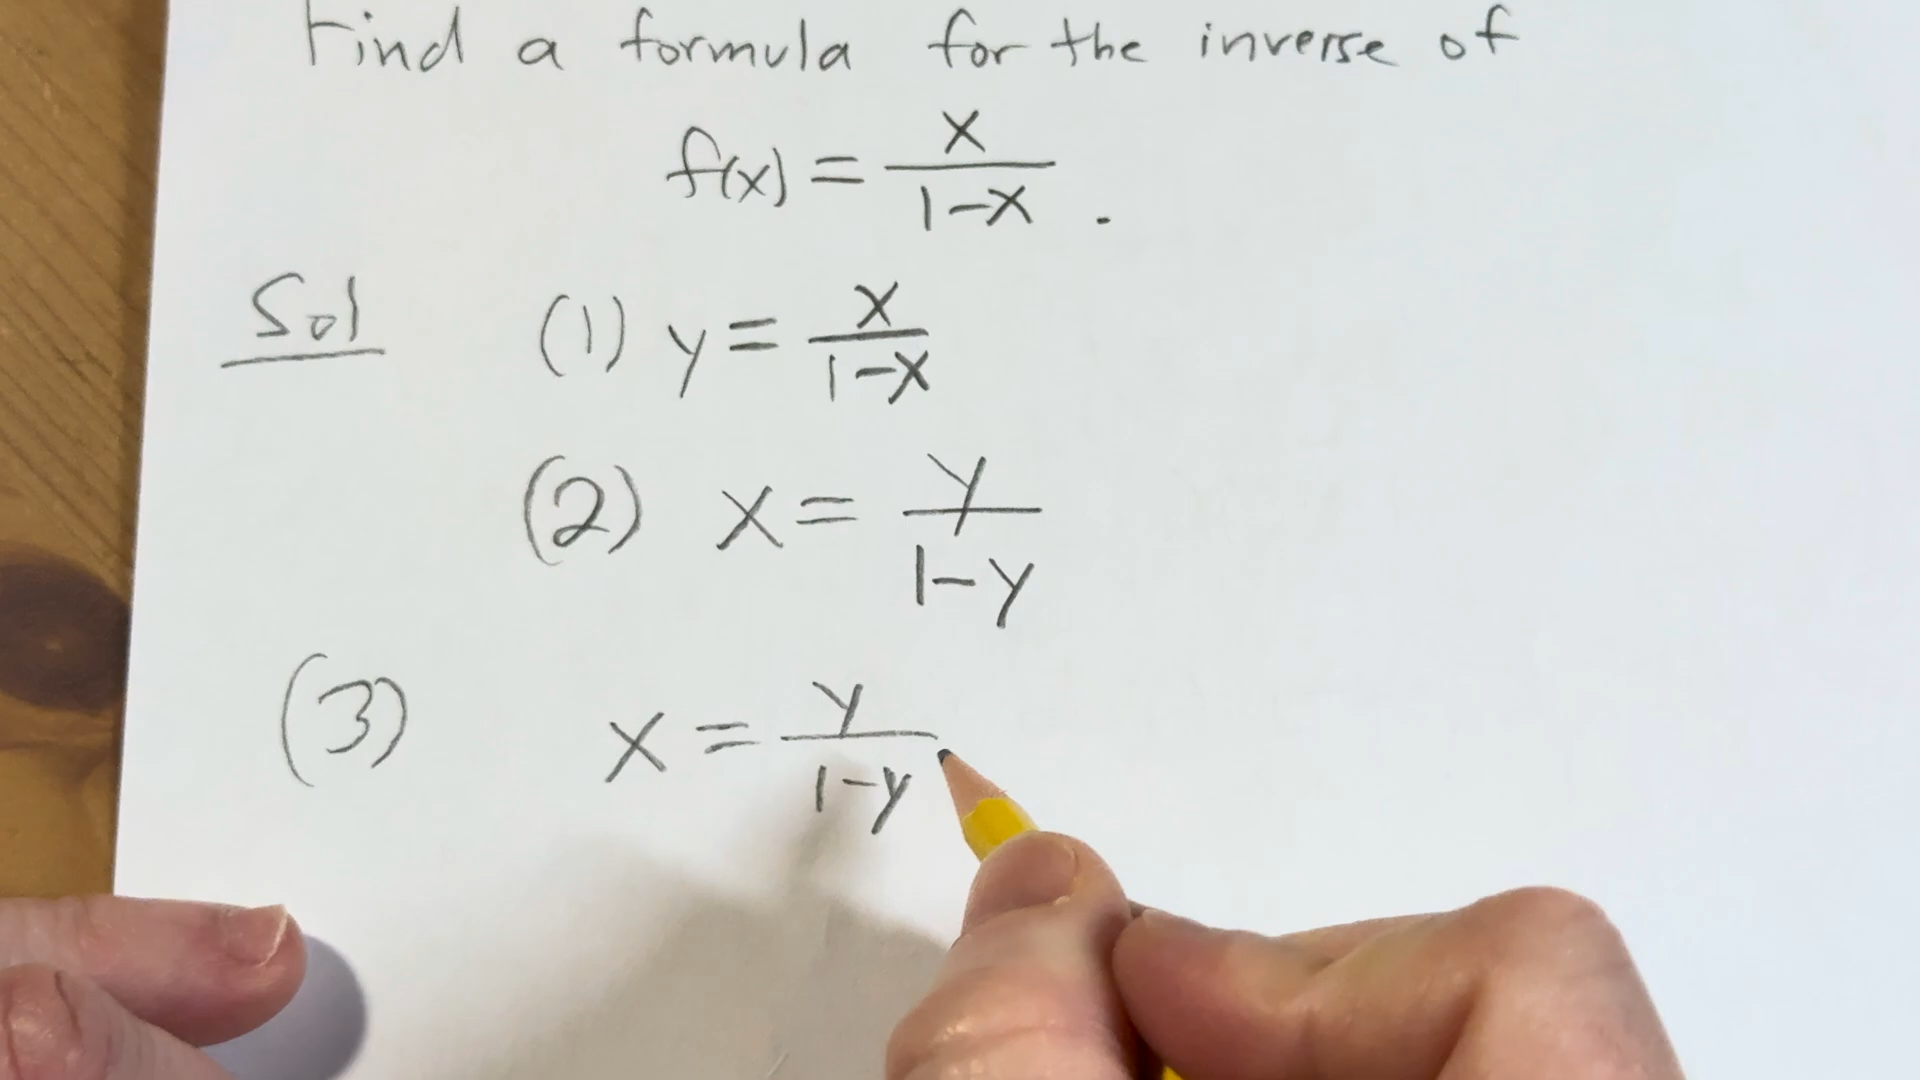 Find a formula for the inverse of
f(x) = x/(1-x) .
Sol (1) y = x/(1-x)
(2) x = y/(1-y)
(3) x = y/(1-y)